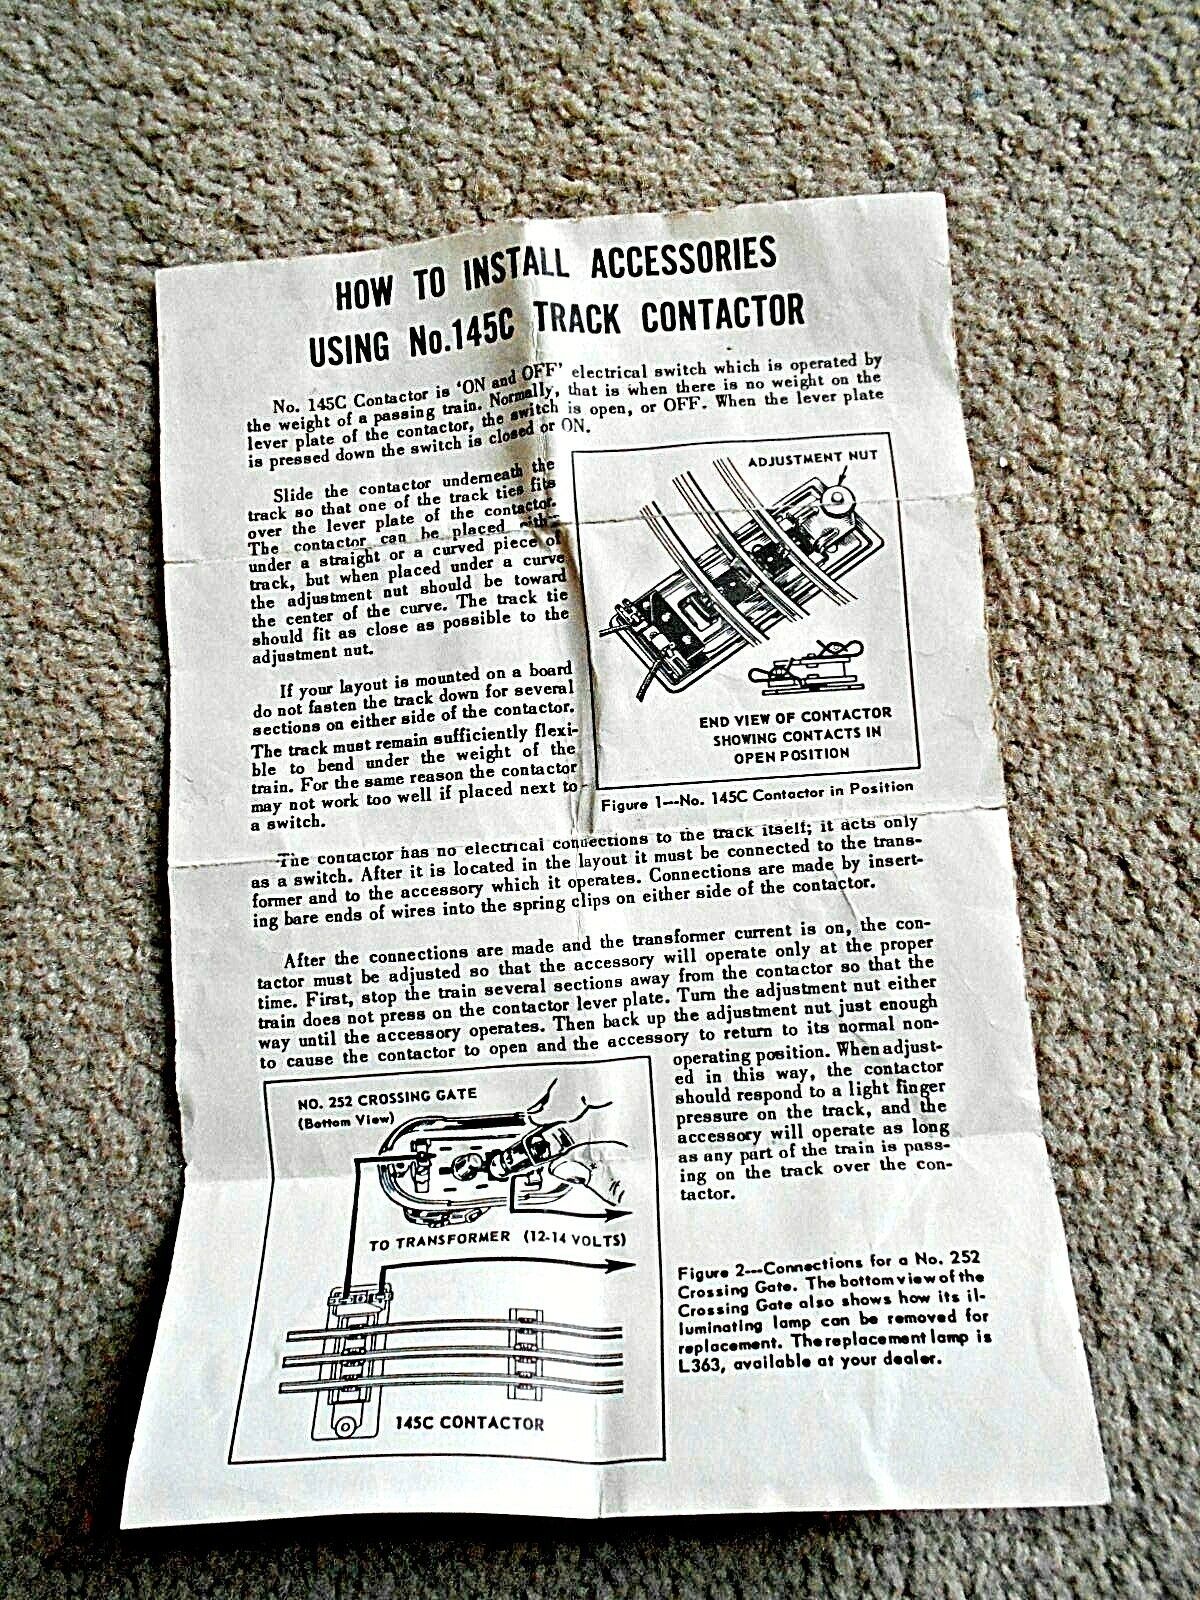 HOW TO INSTALL ACCESSORIES
USING No.145C TRACK CONTACTOR
No. 145C Contactor is 'ON and OFF' electrical switch which is operated by
the weight of a passing train. Normally, that is when there is no weight on the
lever plate of the contactor, the switch is open, or OFF. When the lever plate
is pressed down the switch is closed or ON.
Slide the contactor underneath the
track so that one of the track ties fits
over the lever plate of the contactor.
The contactor can be placed either
under a straight or a curved piece of
track, but when placed under a curve
the adjustment nut should be toward
the center of the curve. The track tie
should fit as close as possible to the
adjustment nut.
If your layout is mounted on a board
do not fasten the track down for several
sections on either side of the contactor.
The track must remain sufficiently flexi-
ble to bend under the weight of the
train. For the same reason the contactor
may not work too well if placed next to
a switch.
ADJUSTMENT NUT
END VIEW OF CONTACTOR
SHOWING CONTACTS IN
OPEN POSITION
Figure 1---No. 145C Contactor in Position
The contactor has no electrical connections to the track itself; it acts only
as a switch. After it is located in the layout it must be connected to the trans-
former and to the accessory which it operates. Connections are made by insert-
ing bare ends of wires into the spring clips on either side of the contactor.
After the connections are made and the transformer current is on, the con-
tactor must be adjusted so that the accessory will operate only at the proper
time. First, stop the train several sections away from the contactor so that the
train does not press on the contactor lever plate. Turn the adjustment nut either
way until the accessory operates. Then back up the adjustment nut just enough
to cause the contactor to open and the accessory to return to its normal non-
operating position. When adjust-
ed in this way, the contactor
should respond to a light finger
pressure on the track, and the
accessory will operate as long
as any part of the train is pass-
ing on the track over the con-
tactor.
NO. 252 CROSSING GATE
(Bottom View)
TO TRANSFORMER (12-14 VOLTS)
145C CONTACTOR
Figure 2---Connections for a No. 252
Crossing Gate. The bottom view of the
Crossing Gate also shows how its il-
luminating lamp can be removed for
replacement. The replacement lamp is
L363, available at your dealer.